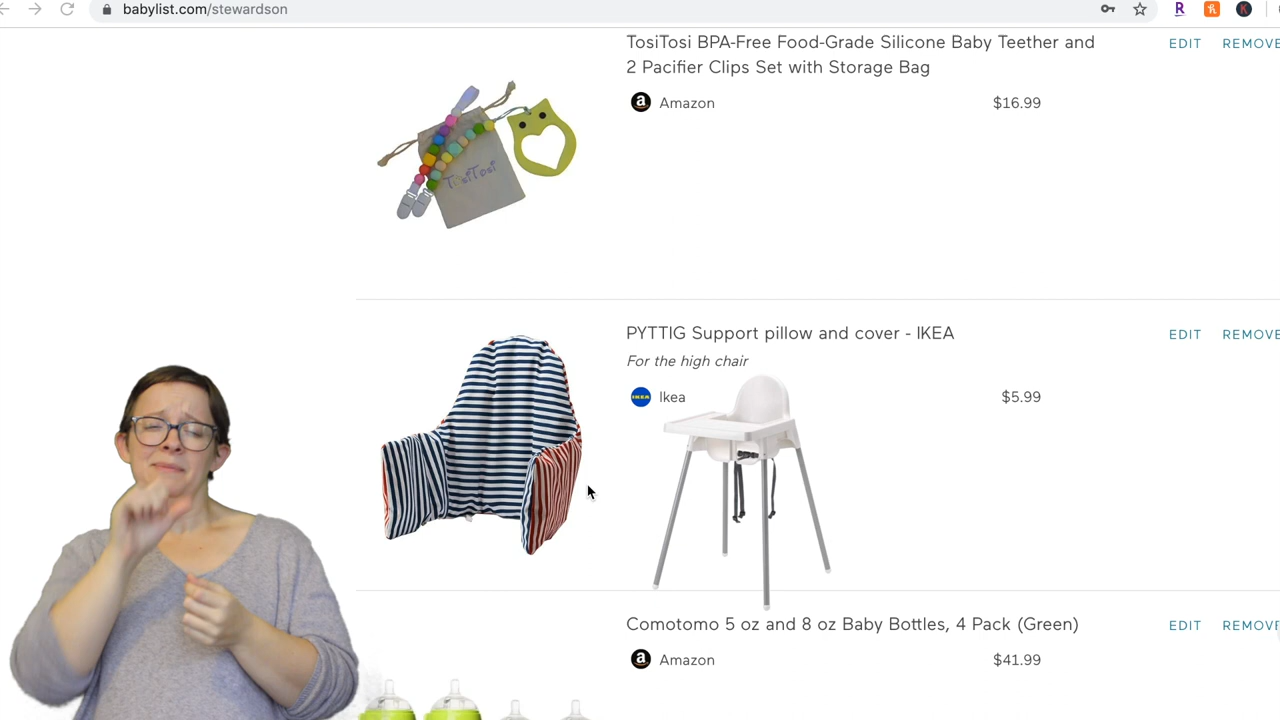 babylist.com/stewardson
R
K
TosiTosi BPA-Free Food-Grade Silicone Baby Teether and
2 Pacifier Clips Set with Storage Bag
EDIT REMOVE
a Amazon $16.99
TosiTosi
PYTTIG Support pillow and cover - IKEA
EDIT REMOVE
For the high chair
IKEA Ikea $5.99
Comotomo 5 oz and 8 oz Baby Bottles, 4 Pack (Green)
EDIT REMOVE
a Amazon $41.99